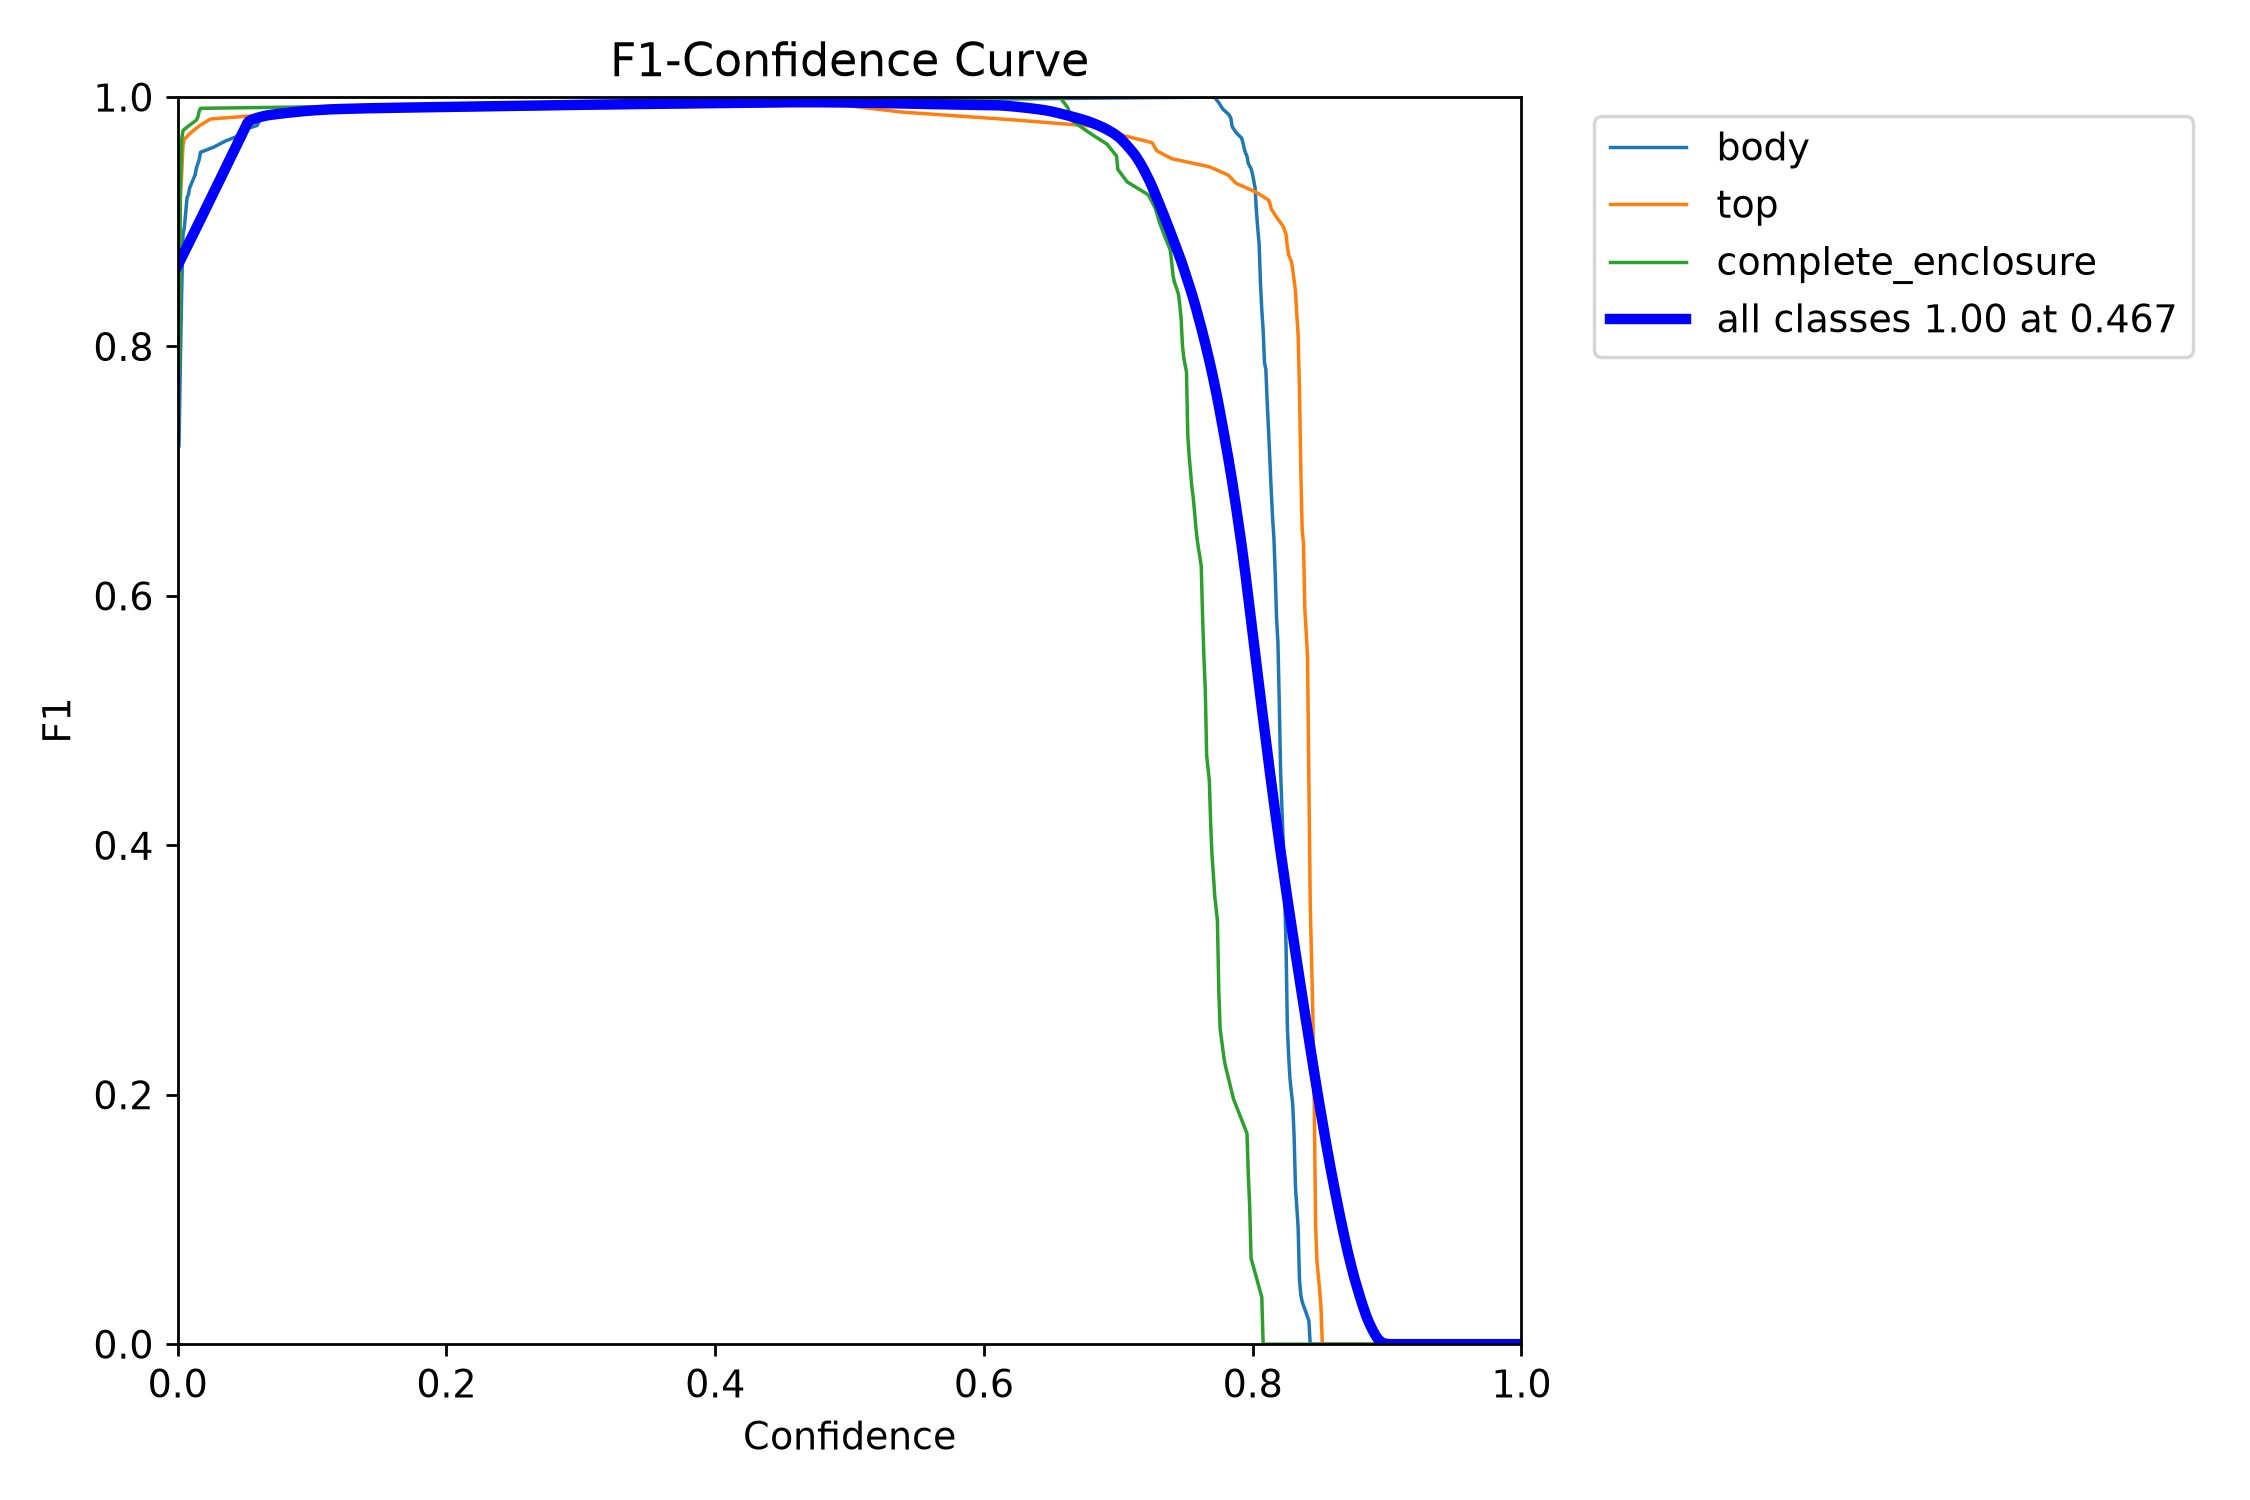 F1-Confidence Curve
1.0
0.8
0.6
0.4
0.2
0.0
F1
0.0 0.2 0.4 0.6 0.8 1.0
Confidence
body
top
complete_enclosure
all classes 1.00 at 0.467